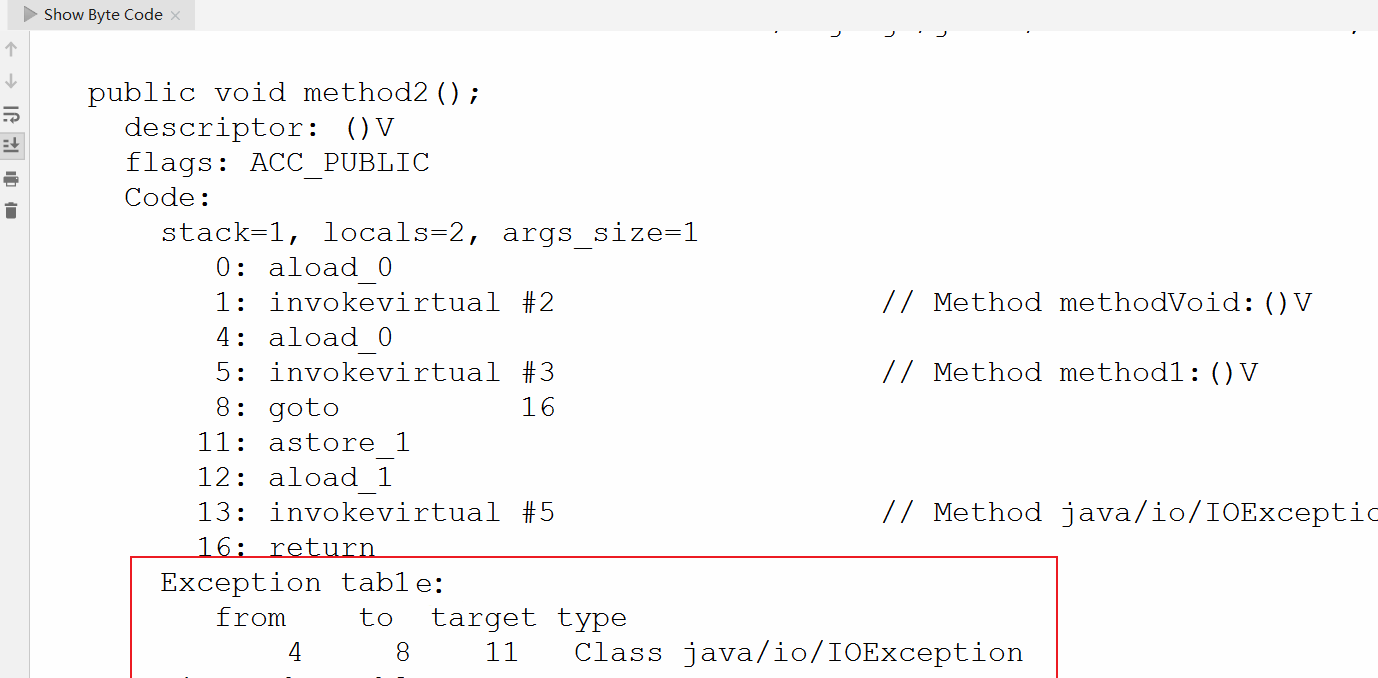 Show Byte Code
public void method2();
descriptor: ()V
flags: ACC_PUBLIC
Code:
stack=1, locals=2, args_size=1
0: aload_0
1: invokevirtual #2 // Method methodVoid:()V
4: aload_0
5: invokevirtual #3 // Method method1:()V
8: goto 16
11: astore_1
12: aload_1
13: invokevirtual #5 // Method java/io/IOExceptio
16: return
Exception table:
from to target type
4 8 11 Class java/io/IOException